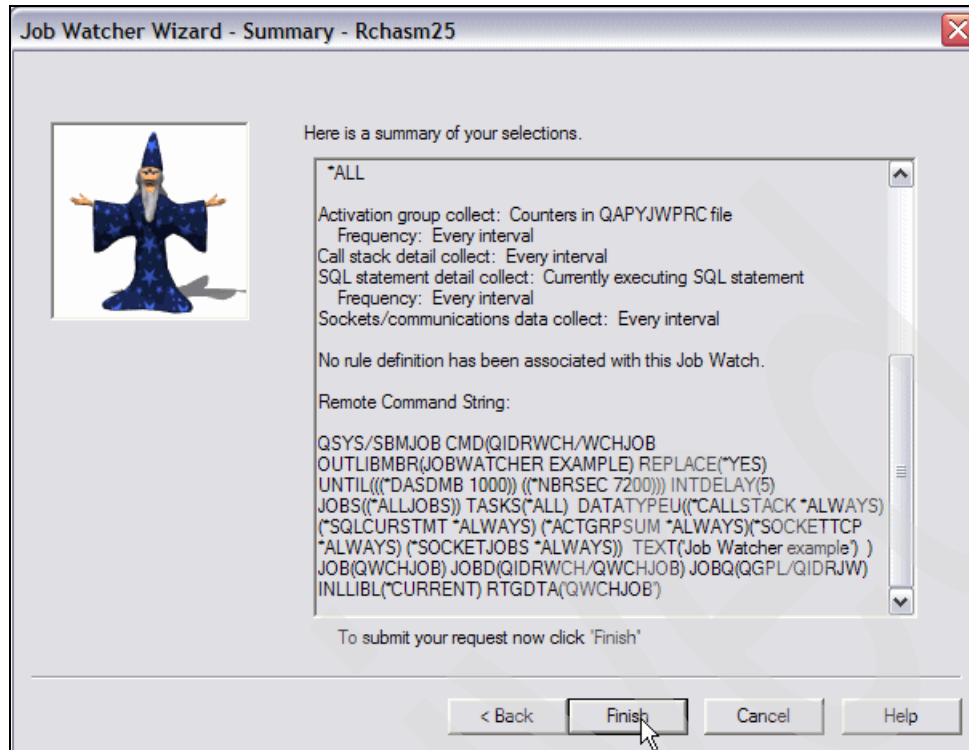 Job Watcher Wizard - Summary - Rchasm25
Here is a summary of your selections.
*ALL
Activation group collect: Counters in QAPYJWPRC file
Frequency: Every interval
Call stack detail collect: Every interval
SQL statement detail collect: Currently executing SQL statement
Frequency: Every interval
Sockets/communications data collect: Every interval
No rule definition has been associated with this Job Watch.
Remote Command String:
QSYS/SBMJOB CMD(QIDRWCH/WCHJOB
OUTLIBMBR(JOBWATCHER EXAMPLE) REPLACE(*YES)
UNTIL(((*DASDMB 1000)) ((*NBRSEC 7200))) INTDELAY(5)
JOBS((*ALLJOBS)) TASKS(*ALL) DATATYPEU((*CALLSTACK *ALWAYS)
(*SQLCURSTMT *ALWAYS) (*ACTGRPSUM *ALWAYS)(*SOCKETTCP
*ALWAYS) (*SOCKETJOBS *ALWAYS)) TEXT('Job Watcher example') )
JOB(QWCHJOB) JOBD(QIDRWCH/QWCHJOB) JOBQ(QGPL/QIDRJW)
INLLIBL(*CURRENT) RTGDTA('QWCHJOB')
To submit your request now click 'Finish"
< Back Finish Cancel Help